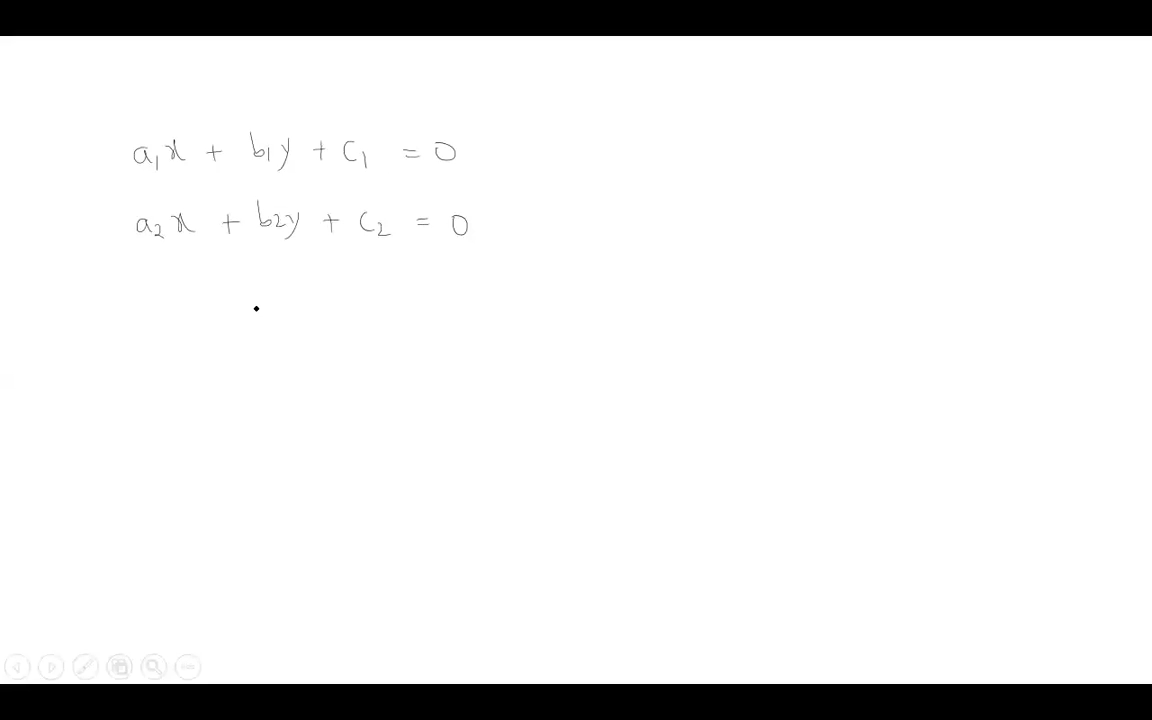 a₁x + b₁y + c₁ = 0
a₂x + b₂y + c₂ = 0